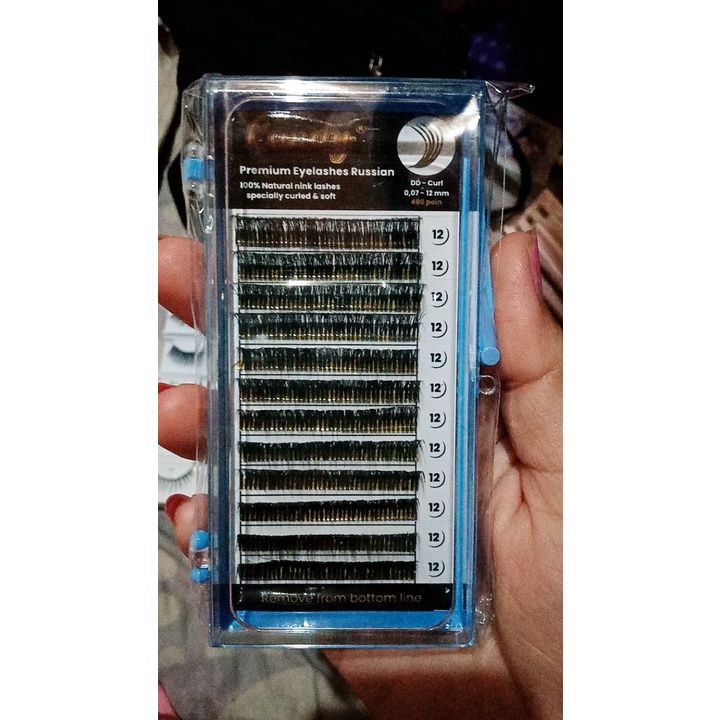 Premium Eyelashes Russian
100% Natural nink lashes
specially curled & soft
DD - Curl
0,07 - 12 mm
480 poin
12
12
12
12
12
12
12
12
12
12
12
12
Remove from bottom line